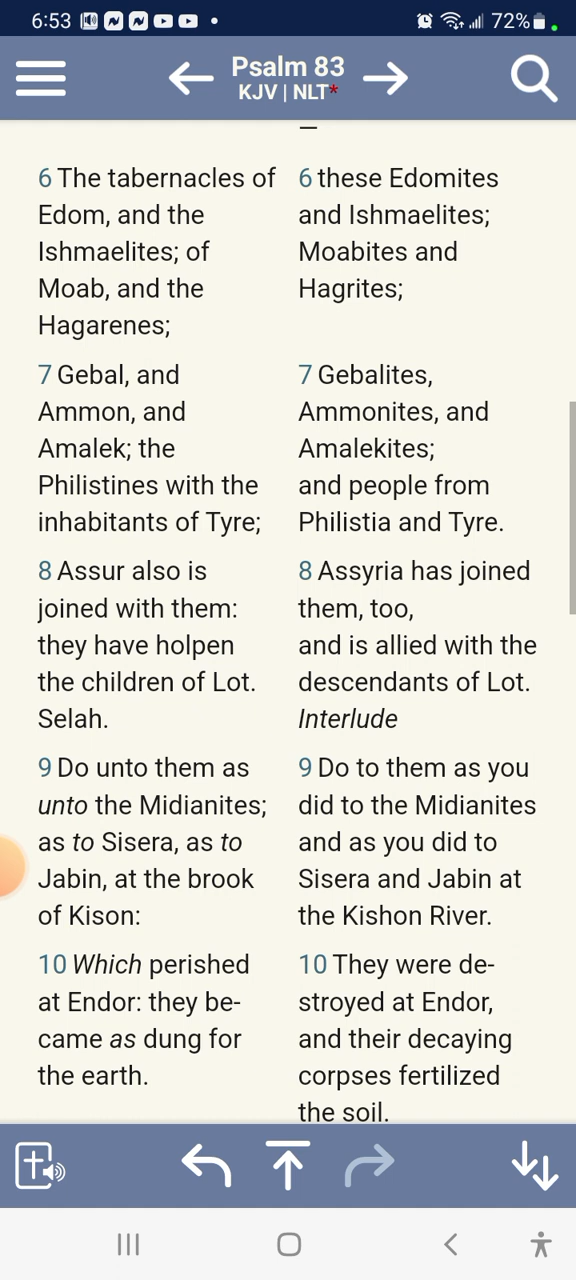 6:53
72%
Psalm 83
KJV | NLT*
6 The tabernacles of
Edom, and the
Ishmaelites; of
Moab, and the
Hagarenes;
7 Gebal, and
Ammon, and
Amalek; the
Philistines with the
inhabitants of Tyre;
8 Assur also is
joined with them:
they have holpen
the children of Lot.
Selah.
9 Do unto them as
unto the Midianites;
as to Sisera, as to
Jabin, at the brook
of Kison:
10 Which perished
at Endor: they be-
came as dung for
the earth.
6 these Edomites
and Ishmaelites;
Moabites and
Hagrites;
7 Gebalites,
Ammonites, and
Amalekites;
and people from
Philistia and Tyre.
8 Assyria has joined
them, too,
and is allied with the
descendants of Lot.
Interlude
9 Do to them as you
did to the Midianites
and as you did to
Sisera and Jabin at
the Kishon River.
10 They were de-
stroyed at Endor,
and their decaying
corpses fertilized
the soil.